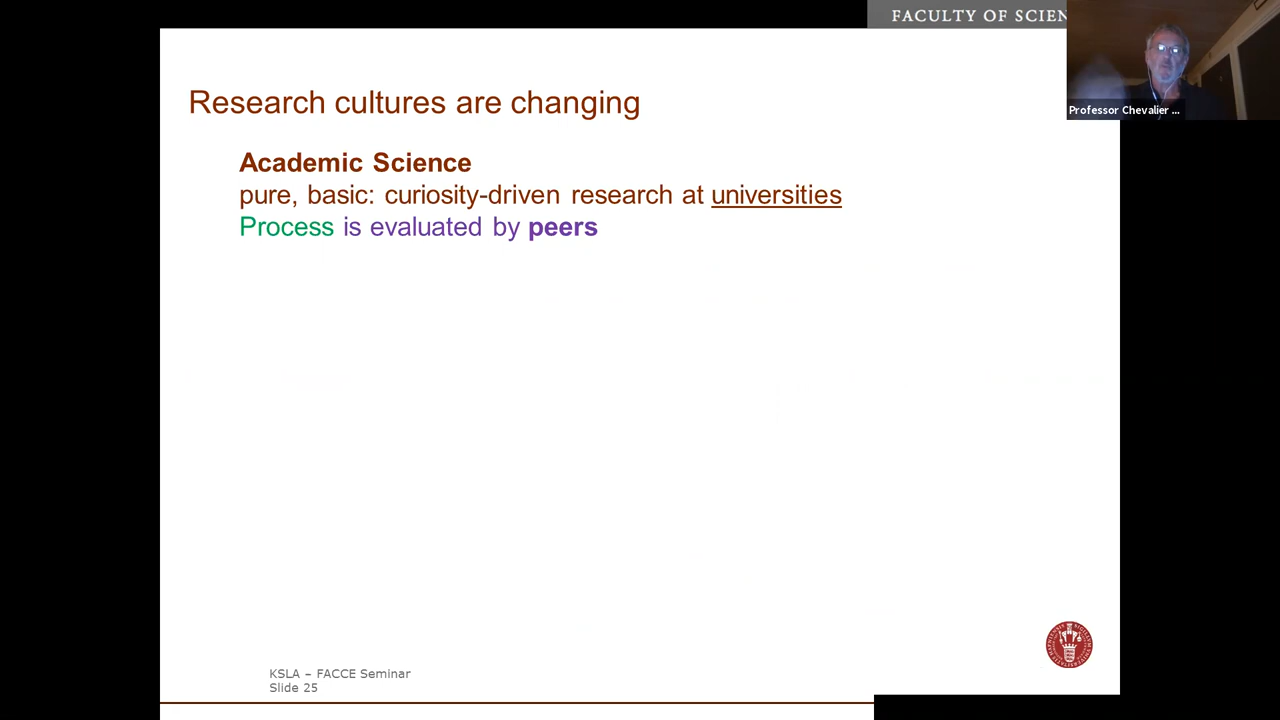 FACULTY OF SCIEN
Professor Chevalier ...
Research cultures are changing
Academic Science
pure, basic: curiosity-driven research at universities
Process is evaluated by peers
KSLA – FACCE Seminar
Slide 25